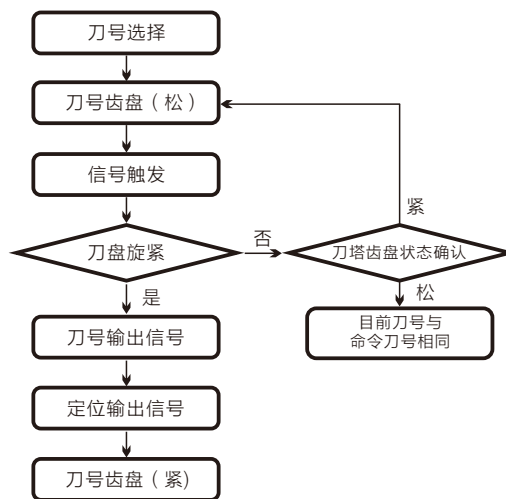 刀号选择
刀号齿盘（松）
信号触发
紧
刀盘旋紧
否
刀塔齿盘状态确认
是
松
刀号输出信号
目前刀号与
命令刀号相同
定位输出信号
刀号齿盘（紧)